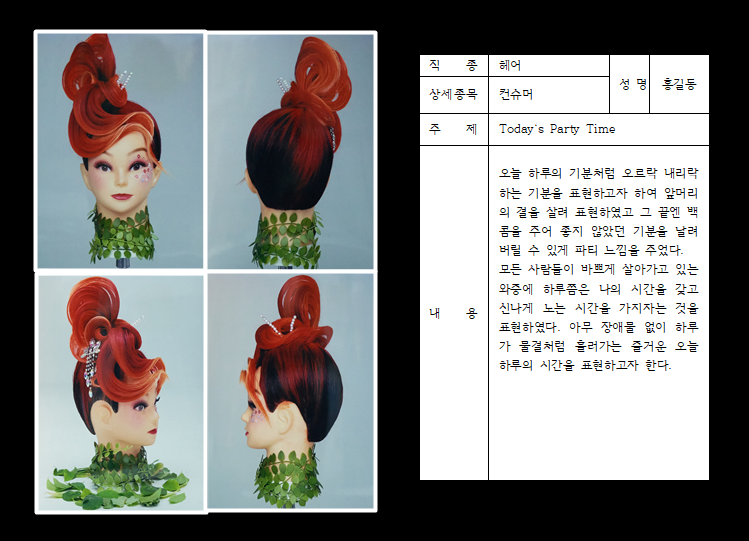 직 종 헤어
상세종목 컨슈머
성 명 홍길동
주 제 Today's Party Time
내 용
오늘 하루의 기분처럼 오르락 내리락
하는 기분을 표현하고자 하여 앞머리
의 결을 살려 표현하였고 그 끝엔 백
콤을 주어 좋지 않았던 기분을 날려
버릴 수 있게 파티 느낌을 주었다.
모든 사람들이 바쁘게 살아가고 있는
와중에 하루쯤은 나의 시간을 갖고
신나게 노는 시간을 가지자는 것을
표현하였다. 아무 장애물 없이 하루
가 물결처럼 흘러가는 즐거운 오늘
하루의 시간을 표현하고자 한다.